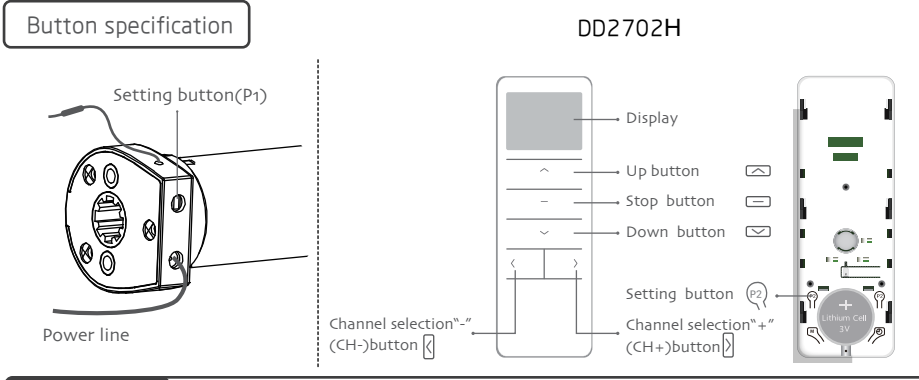 Button specification
DD2702H
Setting button(P1)
Power line
Display
Up button
Stop button
Down button
Setting button P2
Channel selection"-"
(CH-)button
Channel selection"+"
(CH+)button
P2
Lithium Cell
3V